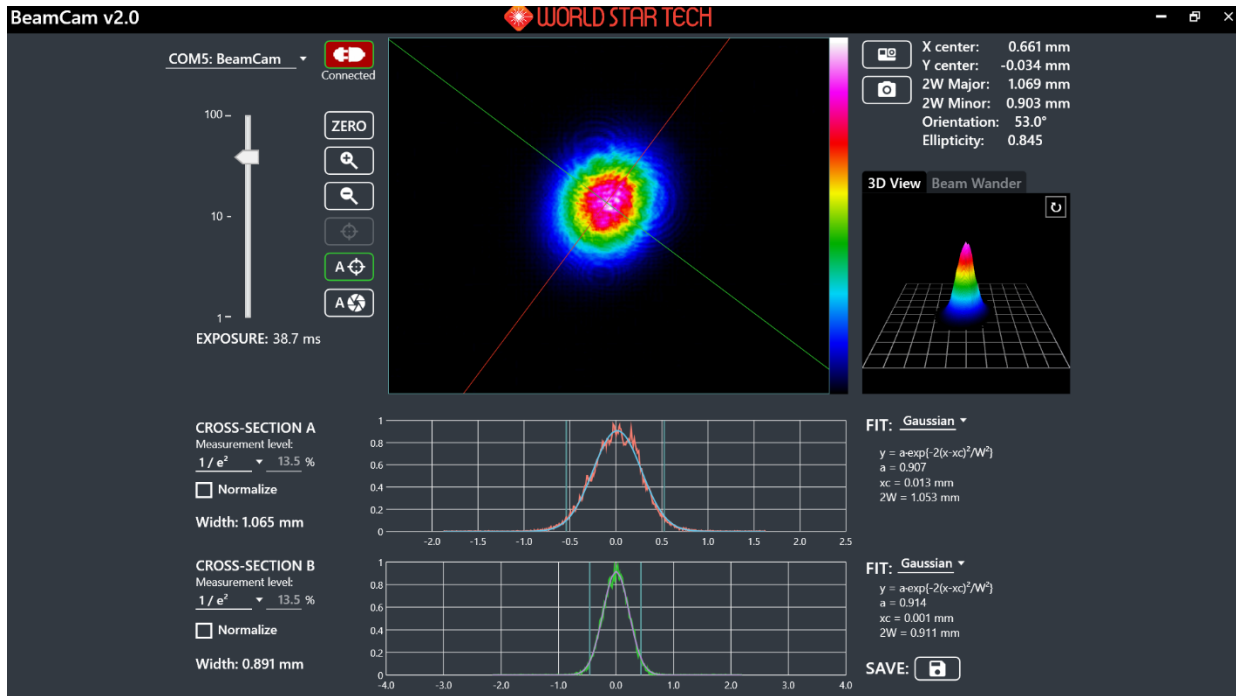 BeamCam v2.0
WORLD STAR TECH
COM5: BeamCam
Connected
100
10
1
EXPOSURE: 38.7 ms
ZERO
A
A
X center: 0.661 mm
Y center: -0.034 mm
2W Major: 1.069 mm
2W Minor: 0.903 mm
Orientation: 53.0°
Ellipticity: 0.845
3D View Beam Wander
CROSS-SECTION A
Measurement level:
1 / e² 13.5 %
Normalize
Width: 1.065 mm
1
0.8
0.6
0.4
0.2
0
-2.0 -1.5 -1.0 -0.5 0.0 0.5 1.0 1.5 2.0 2.5
FIT: Gaussian
y = a·exp{-2(x-xc)²/W²}
a = 0.907
xc = 0.013 mm
2W = 1.053 mm
CROSS-SECTION B
Measurement level:
1 / e² 13.5 %
Normalize
Width: 0.891 mm
1
0.8
0.6
0.4
0.2
0
-4.0 -3.0 -2.0 -1.0 0.0 1.0 2.0 3.0 4.0
FIT: Gaussian
y = a·exp{-2(x-xc)²/W²}
a = 0.914
xc = 0.001 mm
2W = 0.911 mm
SAVE: